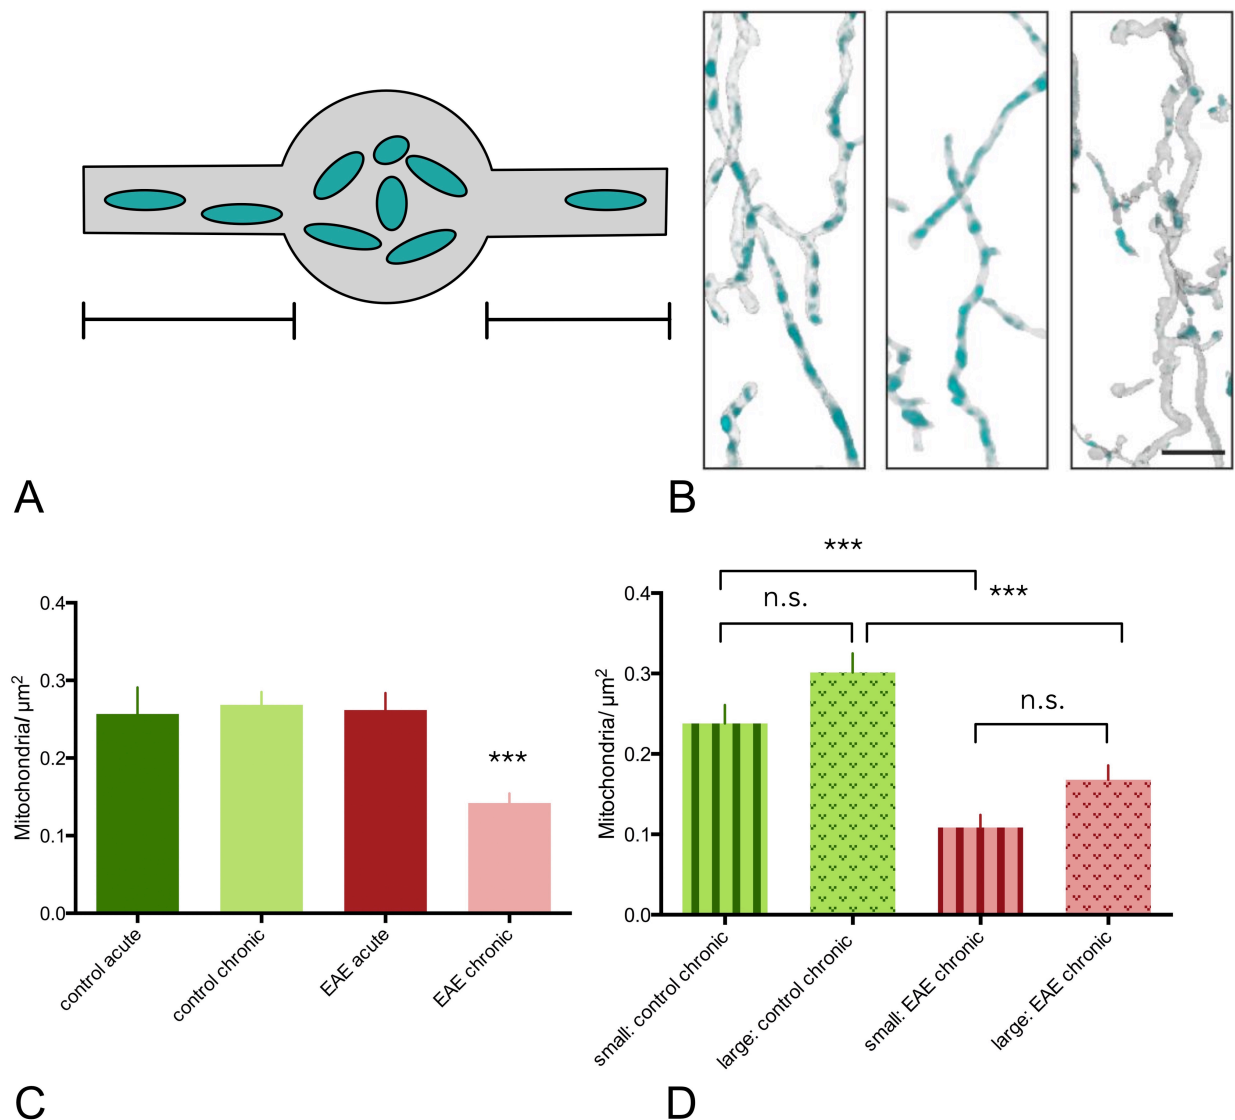 A
B
0.4
0.3
0.2
0.1
0.0
Mitochondria/ µm²
***
control acute
control chronic
EAE acute
EAE chronic
C
***
n.s.
***
n.s.
0.4
0.3
0.2
0.1
0.0
Mitochondria/ µm²
small: control chronic
large: control chronic
small: EAE chronic
large: EAE chronic
D